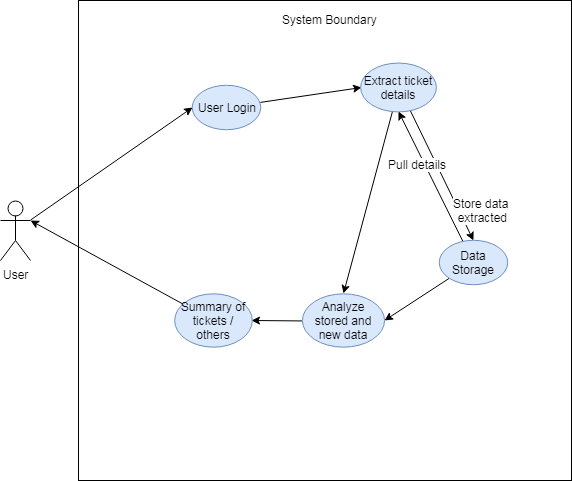 System Boundary
Extract ticket
details
User Login
Pull details
Store data
extracted
User
Data
Storage
Summary of
tickets /
others
Analyze
stored and
new data